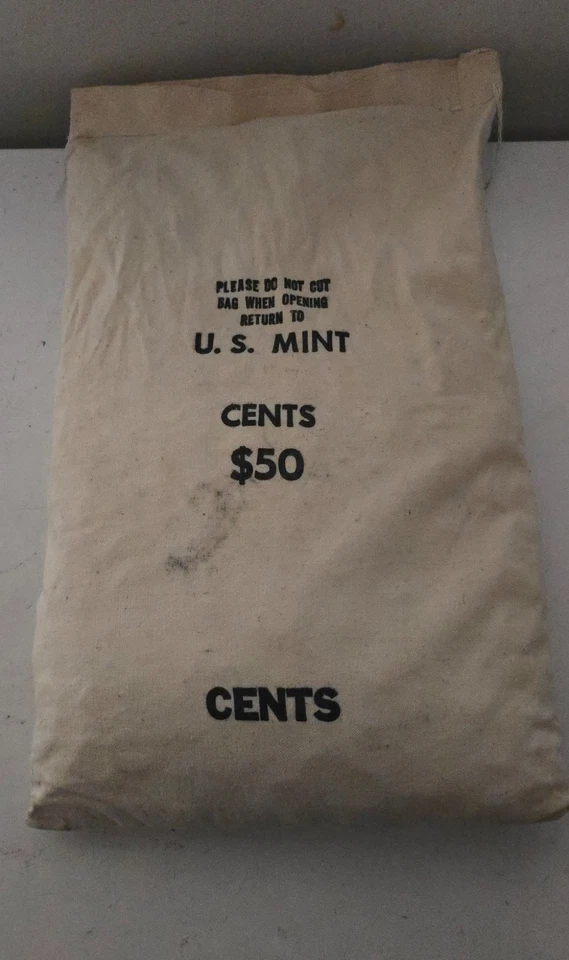 PLEASE DO NOT CUT
BAG WHEN OPENING
RETURN TO
U. S. MINT
CENTS
$50
CENTS